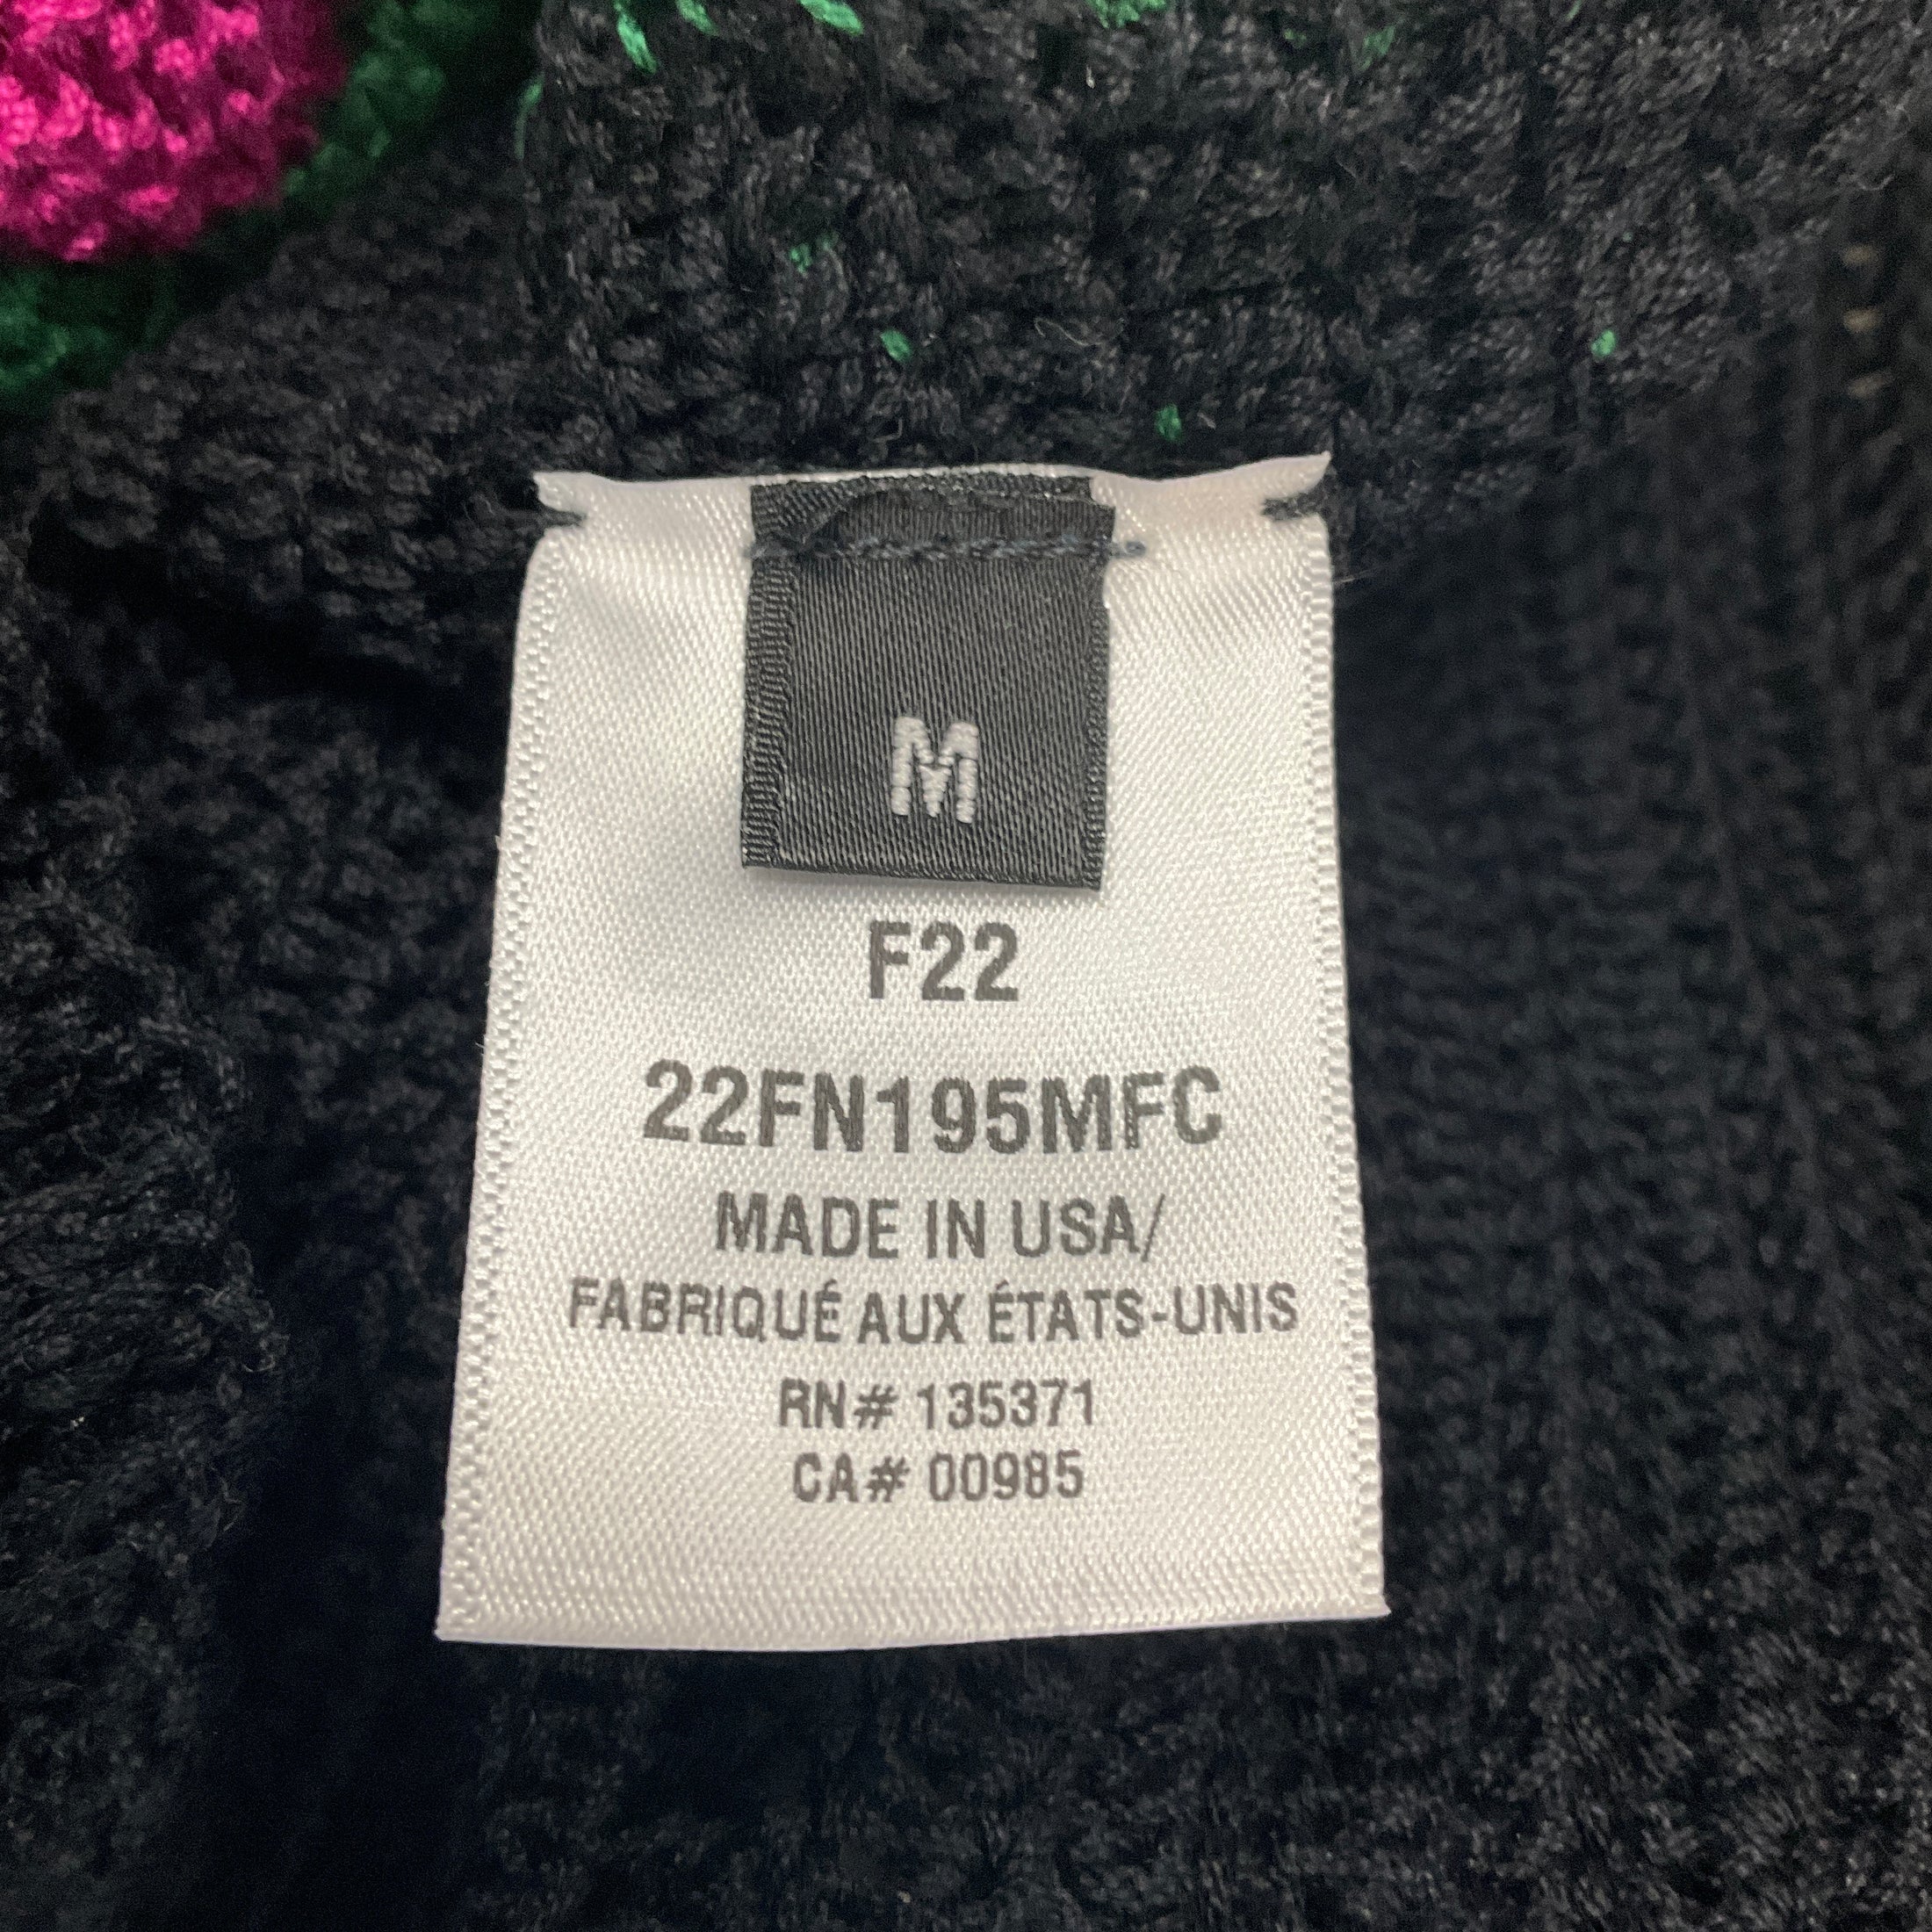 M
F22
22FN195MFC
MADE IN USA/
FABRIQUÉ AUX ÉTATS-UNIS
RN# 135371
CA# 00985